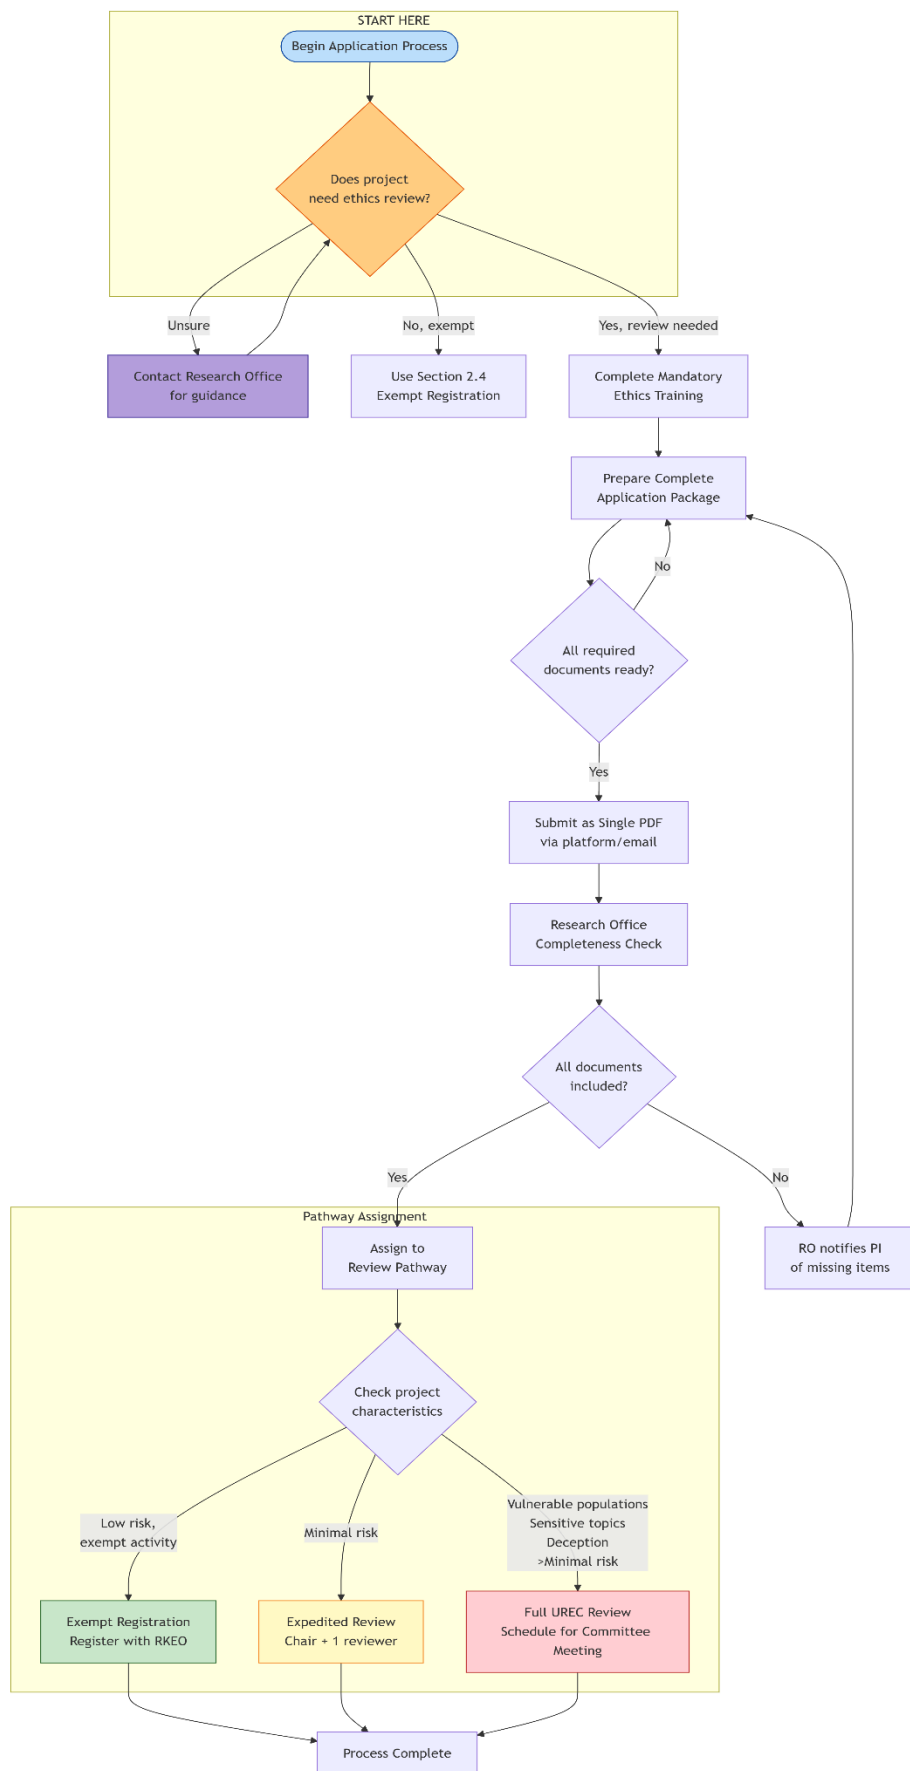 START HERE
Begin Application Process
Does project
need ethics review?
Unsure
No, exempt
Yes, review needed
Contact Research Office
for guidance
Use Section 2.4
Exempt Registration
Complete Mandatory
Ethics Training
Prepare Complete
Application Package
No
All required
documents ready?
Yes
Submit as Single PDF
via platform/email
Research Office
Completeness Check
All documents
included?
Yes
No
Pathway Assignment
Assign to
Review Pathway
RO notifies PI
of missing items
Check project
characteristics
Low risk,
exempt activity
Minimal risk
Vulnerable populations
Sensitive topics
Deception
>Minimal risk
Exempt Registration
Register with RKEO
Expedited Review
Chair + 1 reviewer
Full UREC Review
Schedule for Committee
Meeting
Process Complete